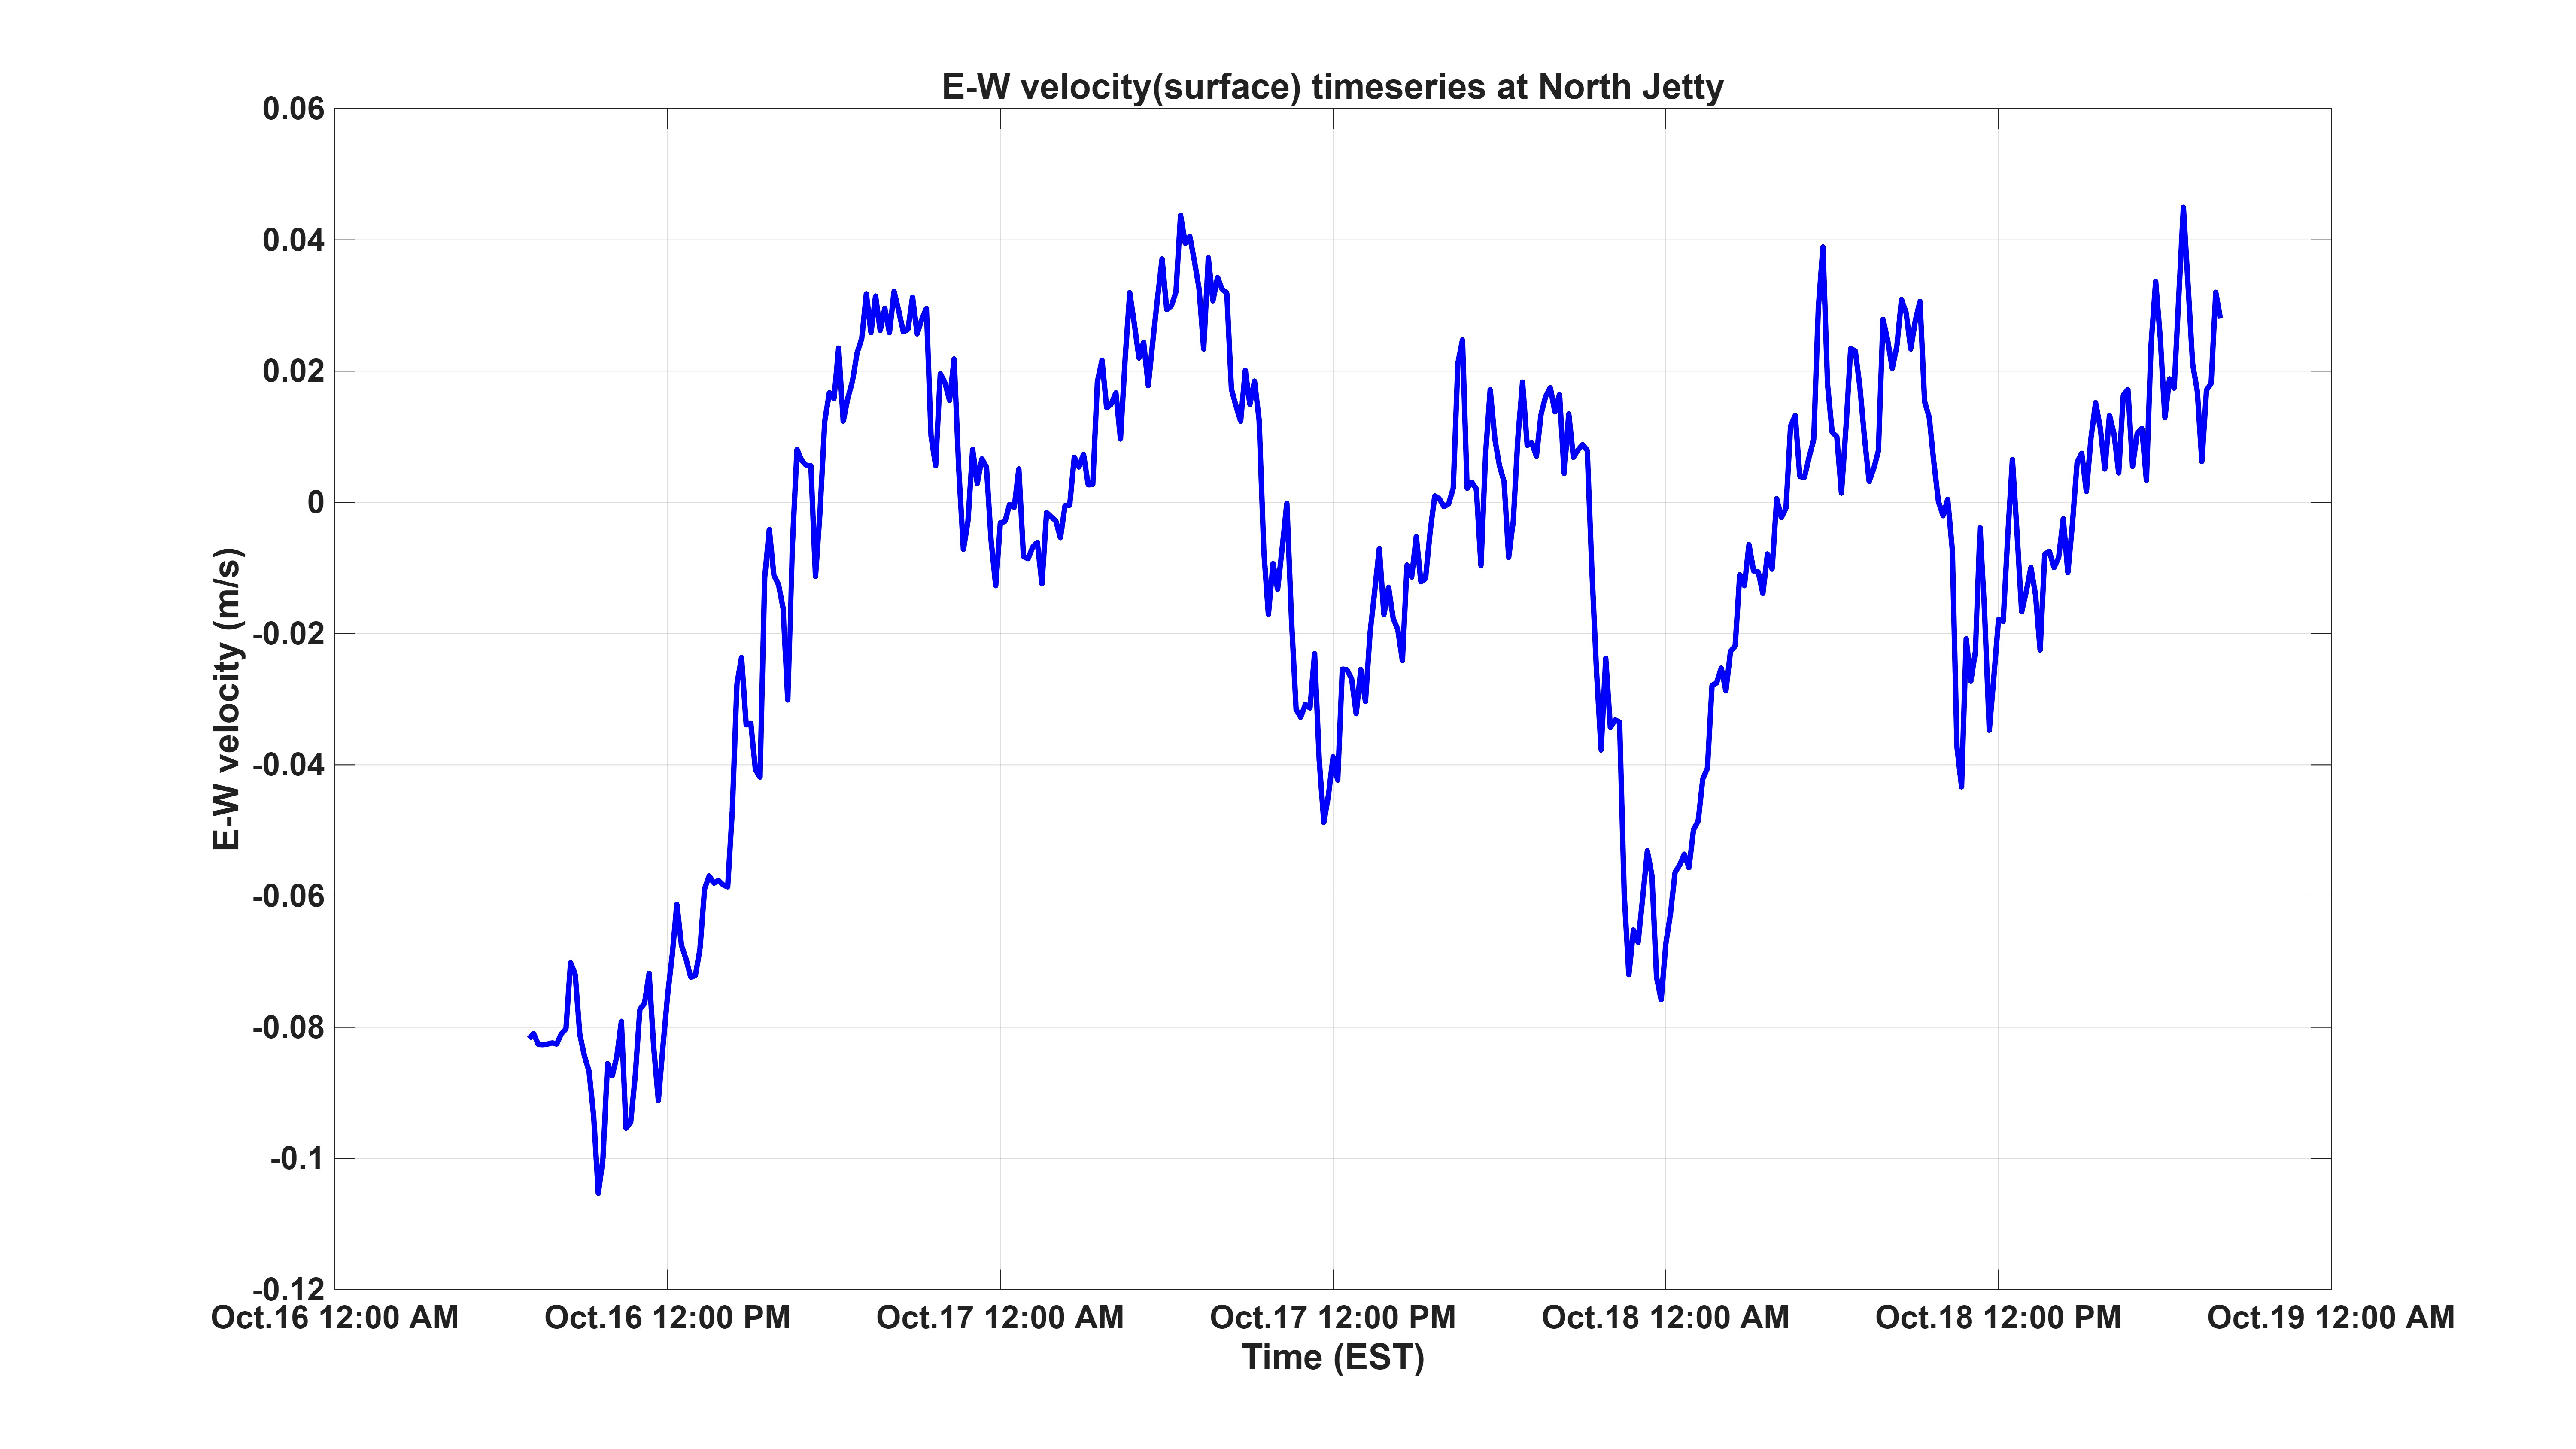 E-W velocity(surface) timeseries at North Jetty
0.06
0.04
0.02
0
-0.02
-0.04
-0.06
-0.08
-0.1
-0.12
E-W velocity (m/s)
Oct.16 12:00 AM
Oct.16 12:00 PM
Oct.17 12:00 AM
Oct.17 12:00 PM
Oct.18 12:00 AM
Oct.18 12:00 PM
Oct.19 12:00 AM
Time (EST)